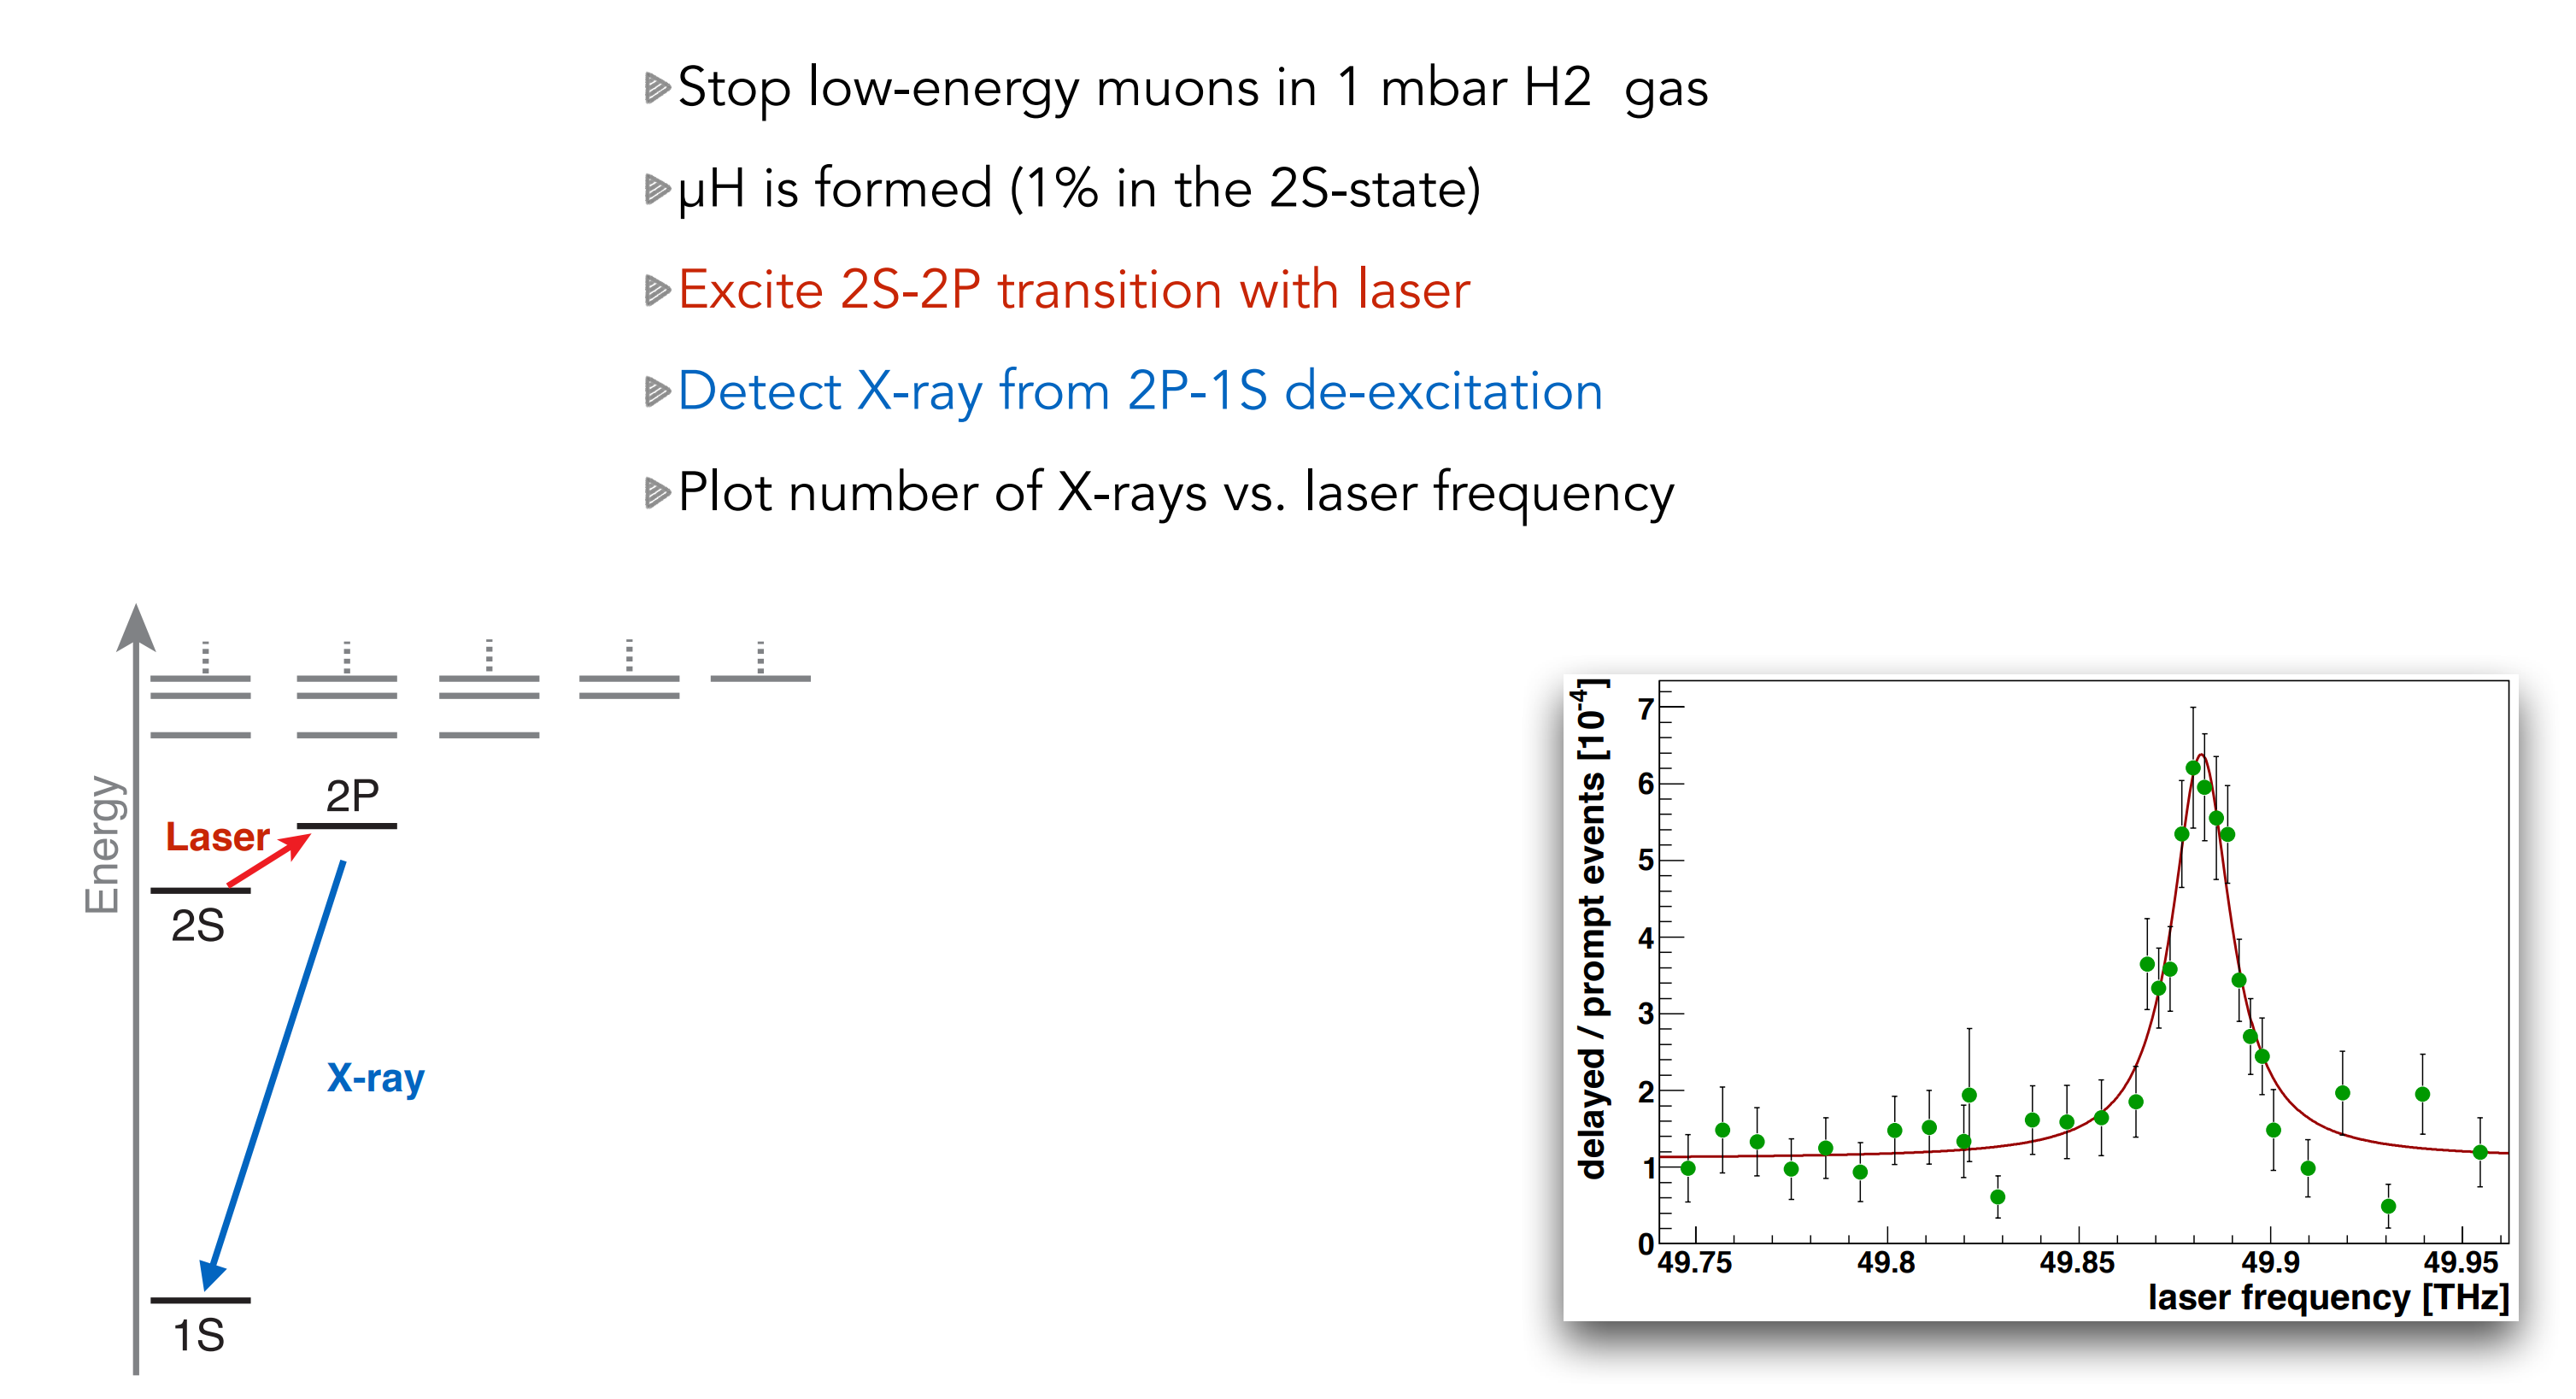 Stop low-energy muons in 1 mbar H2  gas
μH is formed (1% in the 2S-state)
Excite 2S-2P transition with laser
Detect X-ray from 2P-1S de-excitation
Plot number of X-rays vs. laser frequency
Energy
2P
Laser
2S
X-ray
1S
delayed / prompt events [10⁻⁴]
7
6
5
4
3
2
1
0
49.75 49.8 49.85 49.9 49.95
laser frequency [THz]